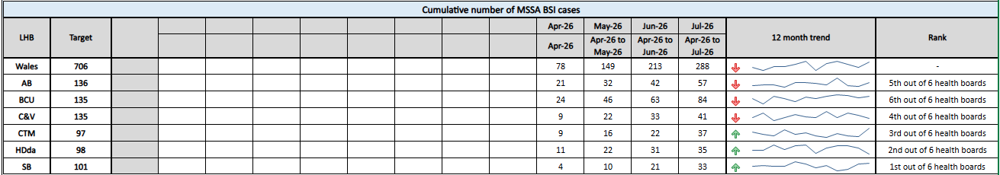 Cumulative number of MSSA BSI cases
LHB Target Apr-26 May-26 Jun-26 Jul-26 12 month trend Rank
Apr-26 Apr-26 to May-26 Apr-26 to Jun-26 Apr-26 to Jul-26
Wales 706 78 149 213 288 -
AB 136 21 32 42 57 5th out of 6 health boards
BCU 135 24 46 63 84 6th out of 6 health boards
C&V 135 9 22 33 41 4th out of 6 health boards
CTM 97 9 16 22 37 3rd out of 6 health boards
HDda 98 11 22 31 35 2nd out of 6 health boards
SB 101 4 10 21 33 1st out of 6 health boards